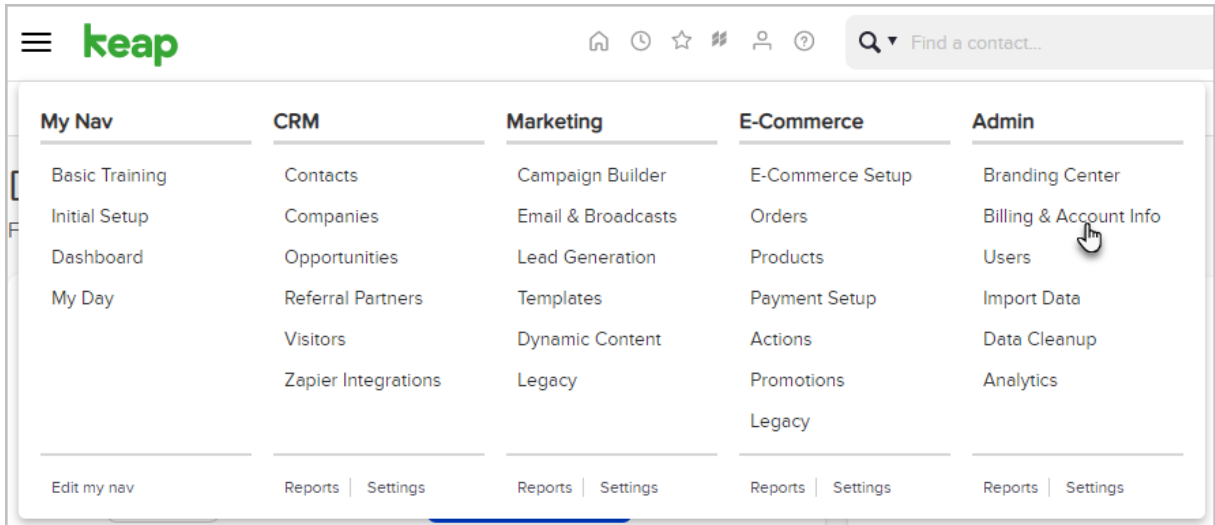 keap
Find a contact...
My Nav
Basic Training
Initial Setup
Dashboard
My Day
Edit my nav
CRM
Contacts
Companies
Opportunities
Referral Partners
Visitors
Zapier Integrations
Reports Settings
Marketing
Campaign Builder
Email & Broadcasts
Lead Generation
Templates
Dynamic Content
Legacy
Reports Settings
E-Commerce
E-Commerce Setup
Orders
Products
Payment Setup
Actions
Promotions
Legacy
Reports Settings
Admin
Branding Center
Billing & Account Info
Users
Import Data
Data Cleanup
Analytics
Reports Settings